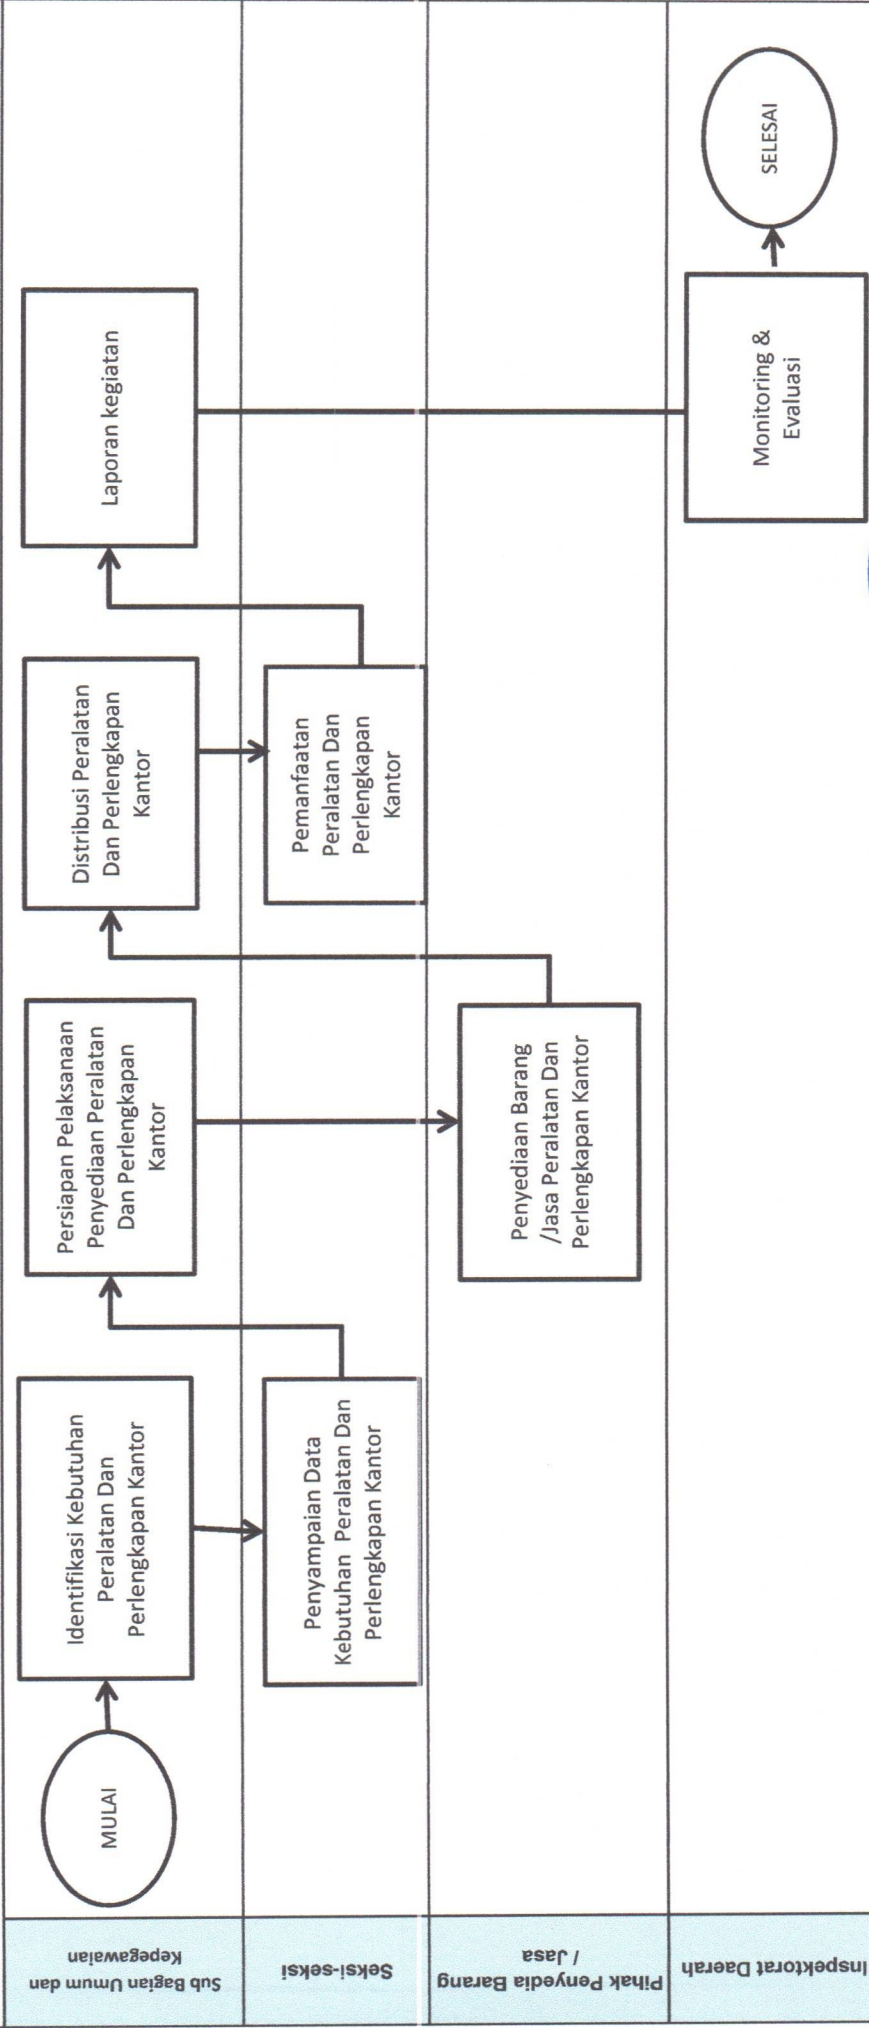 Sub Bagian Umum dan
Kepegawaian
MULAI
Identifikasi Kebutuhan
Peralatan Dan
Perlengkapan Kantor
Persiapan Pelaksanaan
Penyediaan Peralatan
Dan Perlengkapan
Kantor
Distribusi Peralatan
Dan Perlengkapan
Kantor
Laporan kegiatan
Seksi-seksi
Penyampaian Data
Kebutuhan Peralatan Dan
Perlengkapan Kantor
Pemanfaatan
Peralatan Dan
Perlengkapan
Kantor
Pihak Penyedia Barang
/ Jasa
Penyediaan Barang
/Jasa Peralatan Dan
Perlengkapan Kantor
Inspektorat Daerah
Monitoring &
Evaluasi
SELESAI